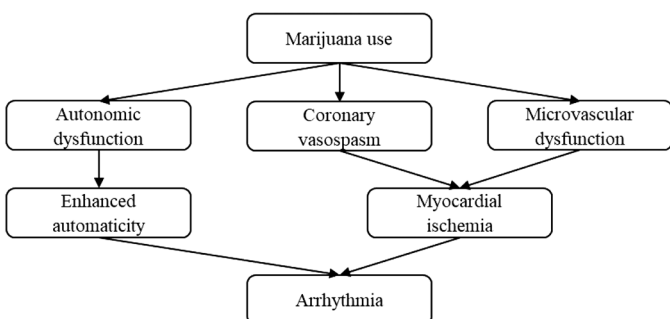 Marijuana use
Autonomic
dysfunction
Coronary
vasospasm
Microvascular
dysfunction
Enhanced
automaticity
Myocardial
ischemia
Arrhythmia